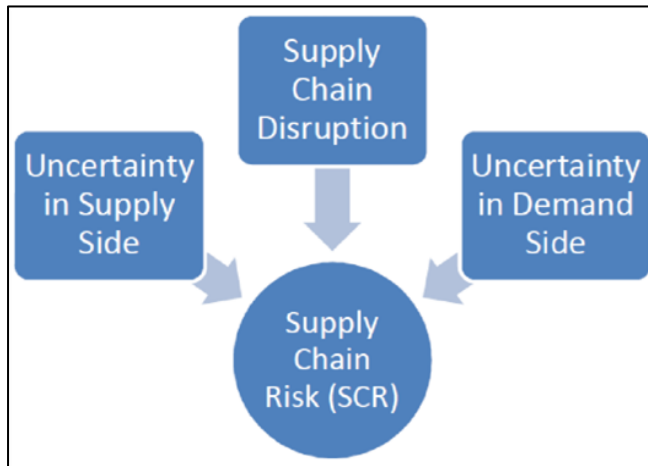 Supply
Chain
Disruption
Uncertainty
in Supply
Side
Uncertainty
in Demand
Side
Supply
Chain
Risk (SCR)